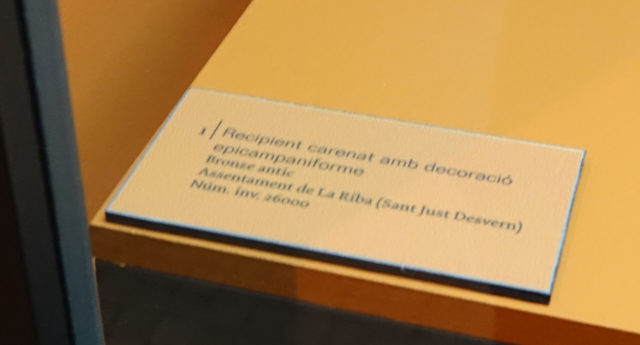 1 | Recipient carenat amb decoració
epicampaniforme
Bronze antic
Assentament de La Riba (Sant Just Desvern)
Núm. inv. 26000